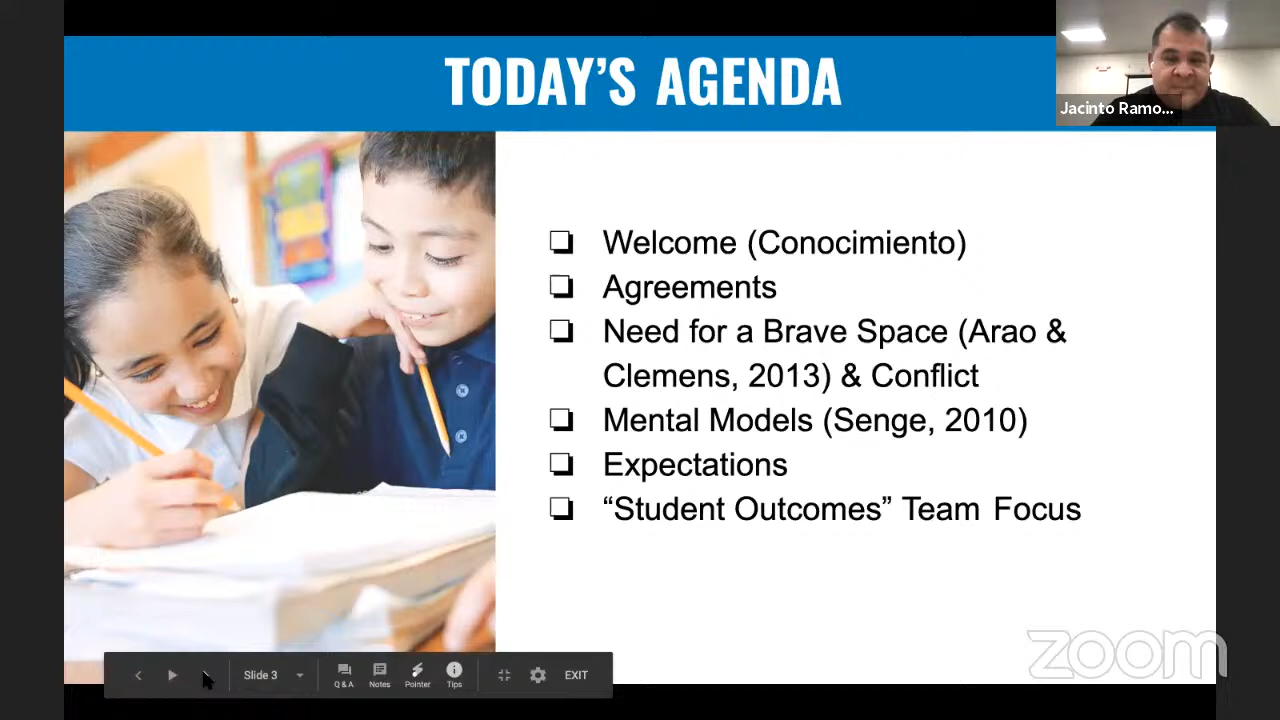 TODAY'S AGENDA
Jacinto Ramo...
❏ Welcome (Conocimiento)
❏ Agreements
❏ Need for a Brave Space (Arao &
Clemens, 2013) & Conflict
❏ Mental Models (Senge, 2010)
❏ Expectations
❏ “Student Outcomes” Team Focus
zoom
Slide 3
Q & A
Notes
Pointer
Tips
EXIT